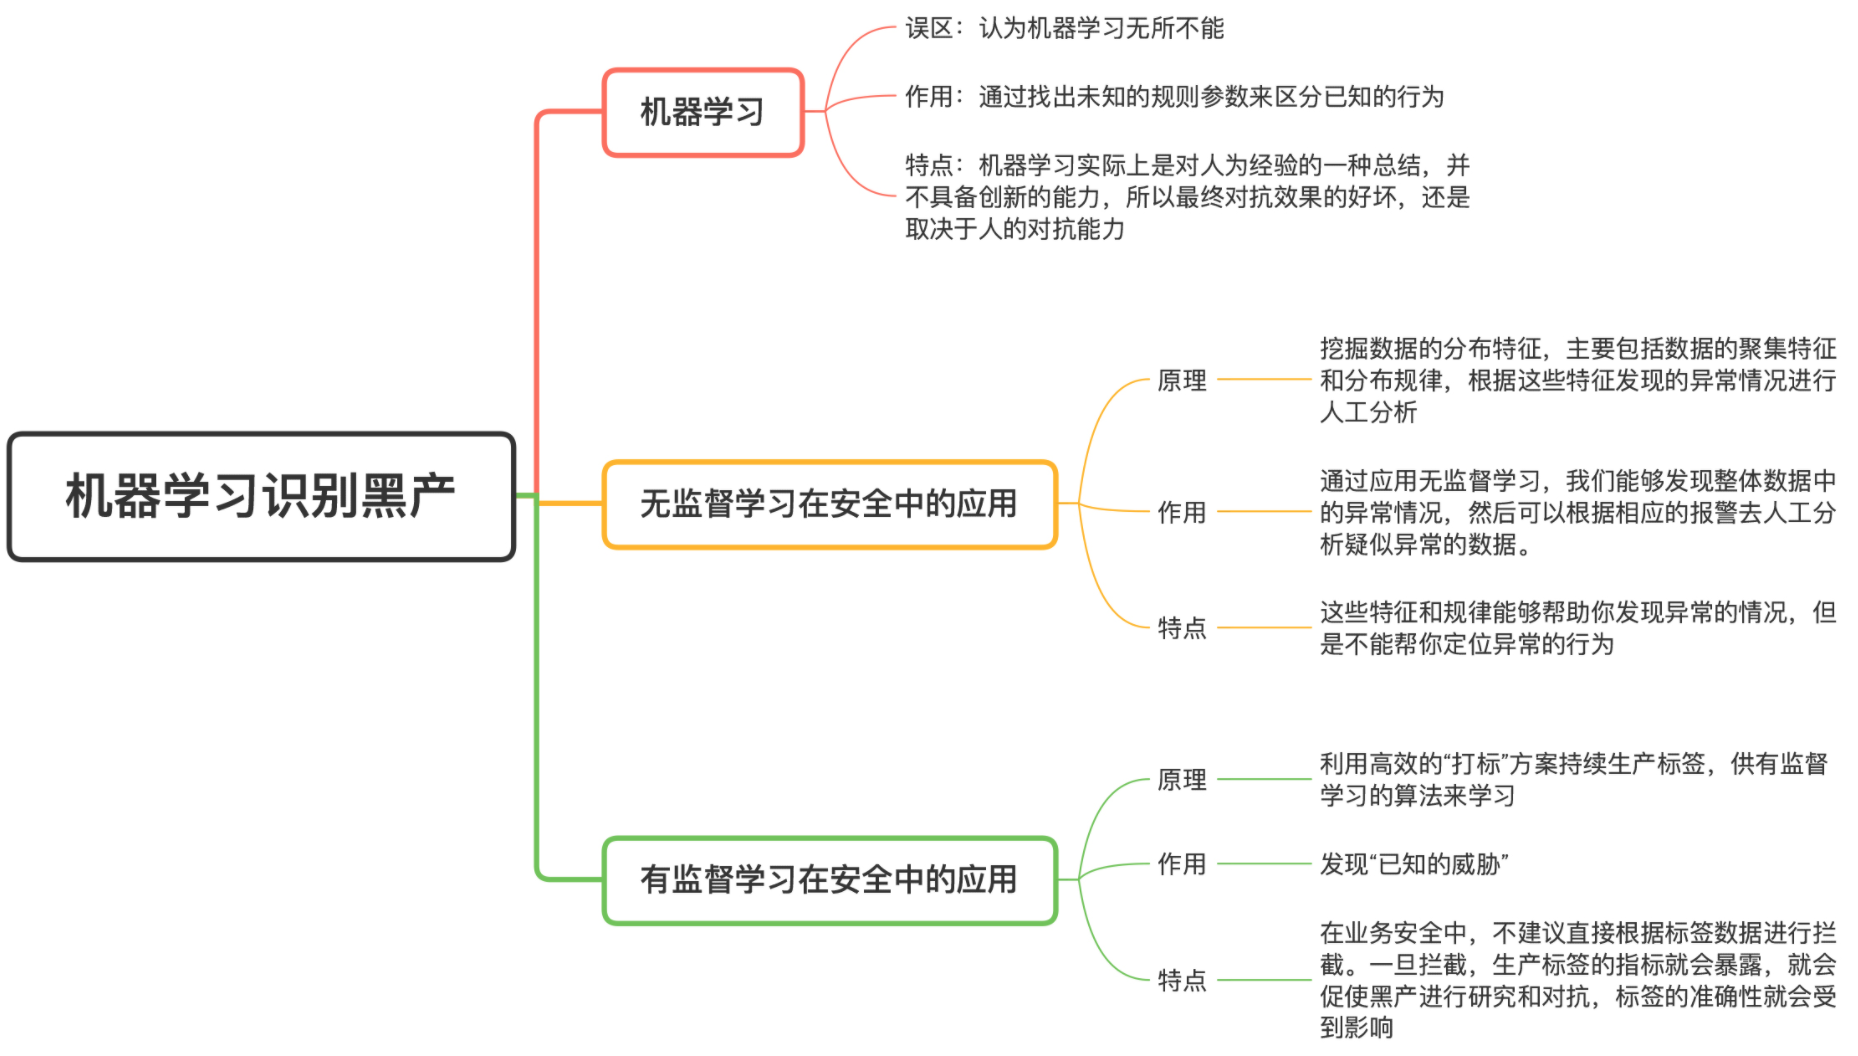 机器学习识别黑产
机器学习
误区：认为机器学习无所不能
作用：通过找出未知的规则参数来区分已知的行为
特点：机器学习实际上是对人为经验的一种总结，并
不具备创新的能力，所以最终对抗效果的好坏，还是
取决于人的对抗能力
无监督学习在安全中的应用
原理
挖掘数据的分布特征，主要包括数据的聚集特征
和分布规律，根据这些特征发现的异常情况进行
人工分析
作用
通过应用无监督学习，我们能够发现整体数据中
的异常情况，然后可以根据相应的报警去人工分
析疑似异常的数据。
特点
这些特征和规律能够帮助你发现异常的情况，但
是不能帮你定位异常的行为
有监督学习在安全中的应用
原理
利用高效的“打标”方案持续生产标签，供有监督
学习的算法来学习
作用
发现“已知的威胁”
特点
在业务安全中，不建议直接根据标签数据进行拦
截。一旦拦截，生产标签的指标就会暴露，就会
促使黑产进行研究和对抗，标签的准确性就会受
到影响